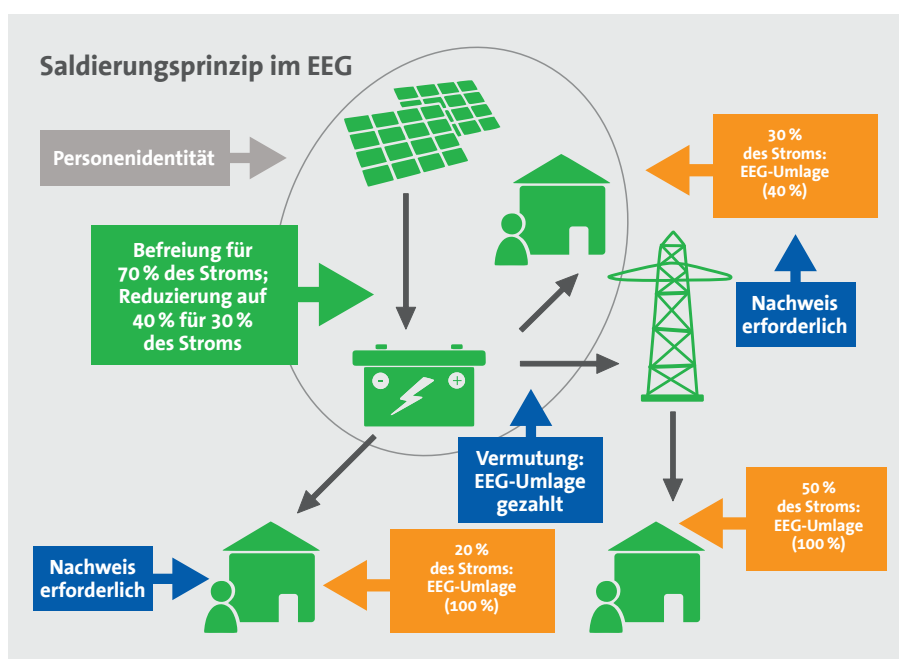 Saldierungsprinzip im EEG
Personenidentität
30 %
des Stroms:
EEG-Umlage
(40 %)
Befreiung für
70 % des Stroms;
Reduzierung auf
40 % für 30 %
des Stroms
Nachweis
erforderlich
-
+
Vermutung:
EEG-Umlage
gezahlt
50 %
des Stroms:
EEG-Umlage
(100 %)
Nachweis
erforderlich
20 %
des Stroms:
EEG-Umlage
(100 %)